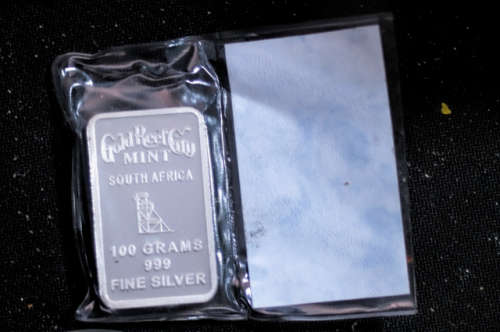 Gold Reef City
MINT
SOUTH AFRICA
100 GRAMS
999
FINE SILVER